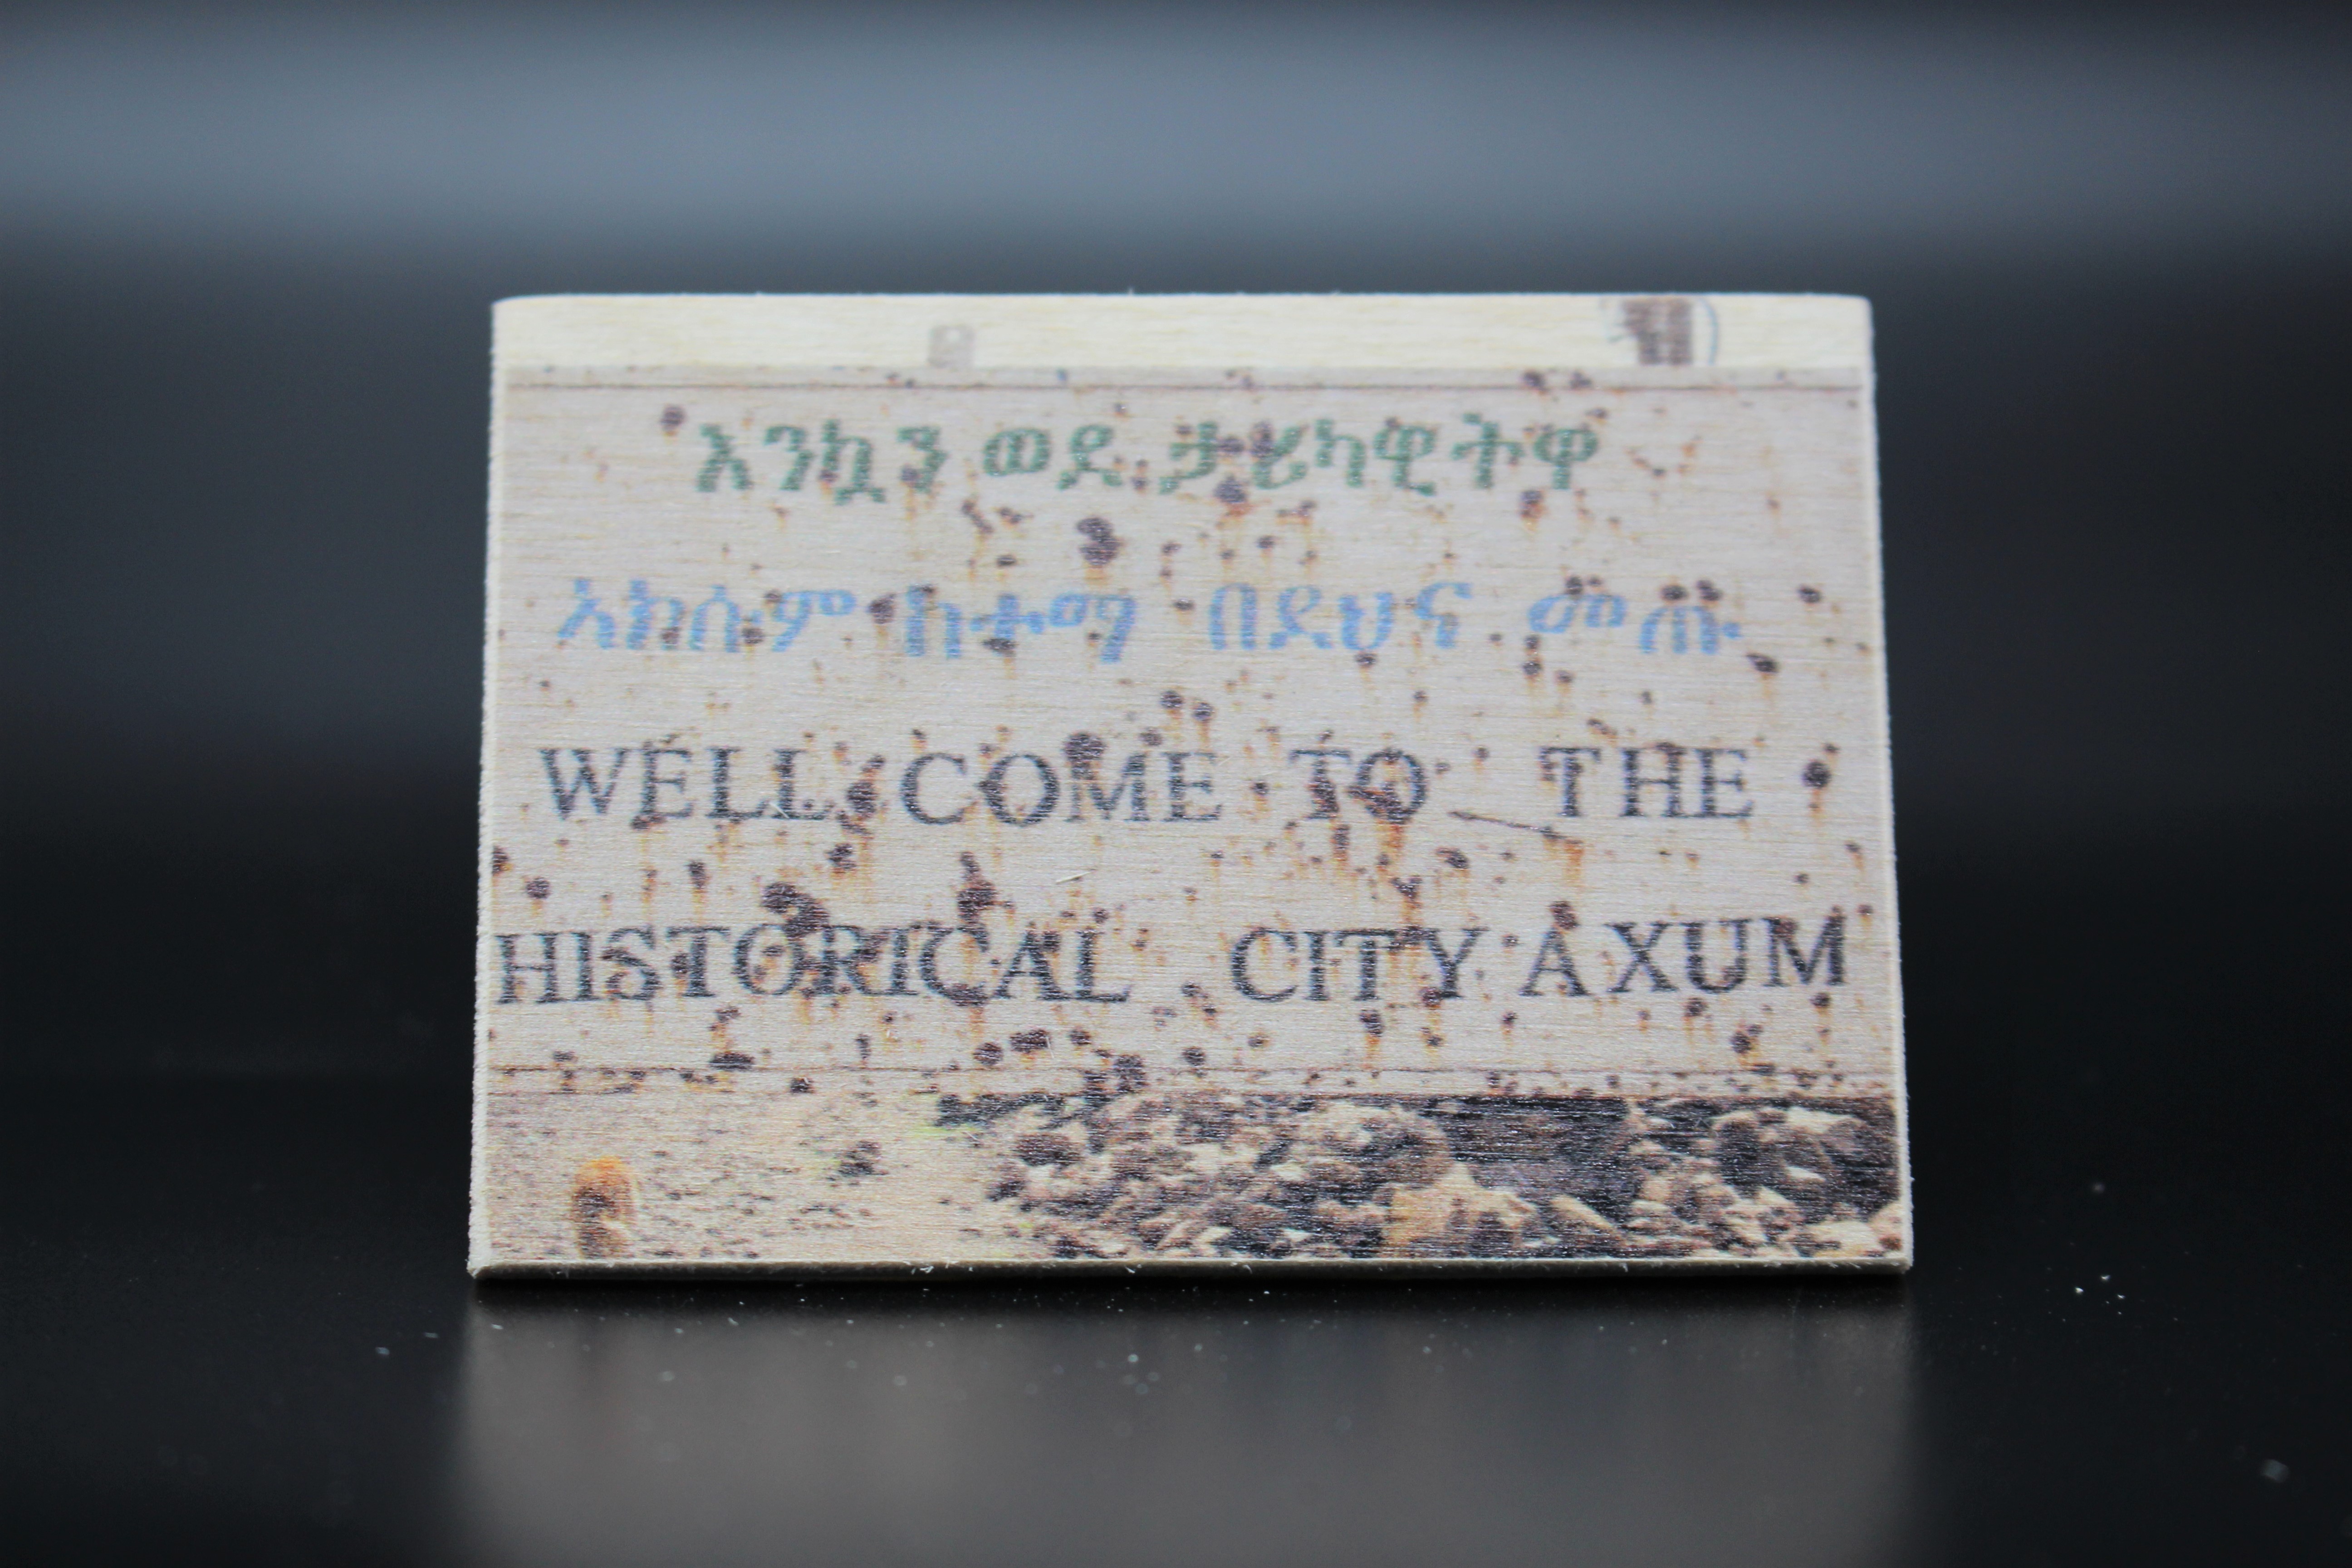 እንኳን ወደ ታሪካዊትዋ
አክሱም ከተማ በደህና መጡ
WELL COME TO THE
HISTORICAL CITY AXUM